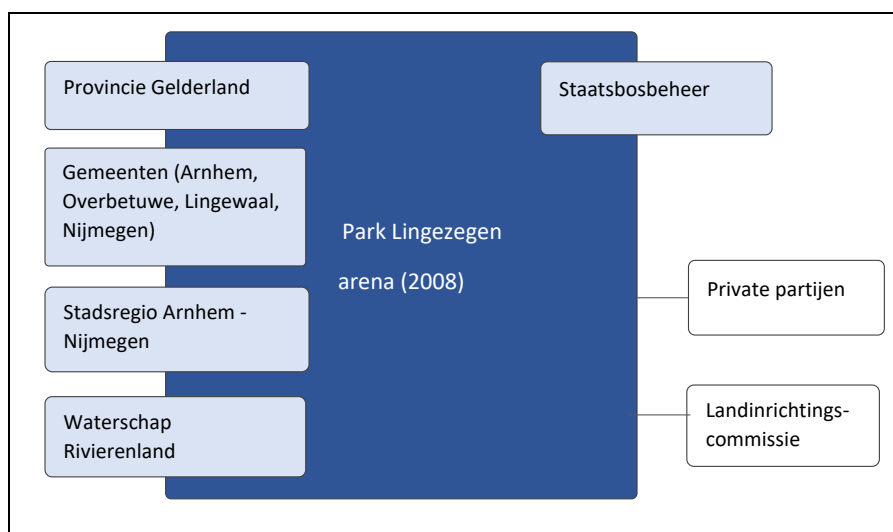 Provincie Gelderland
Staatsbosbeheer
Gemeenten (Arnhem,
Overbetuwe, Lingewaal,
Nijmegen)
Park Lingezegen
arena (2008)
Private partijen
Stadsregio Arnhem -
Nijmegen
Landinrichtings-
commissie
Waterschap
Rivierenland